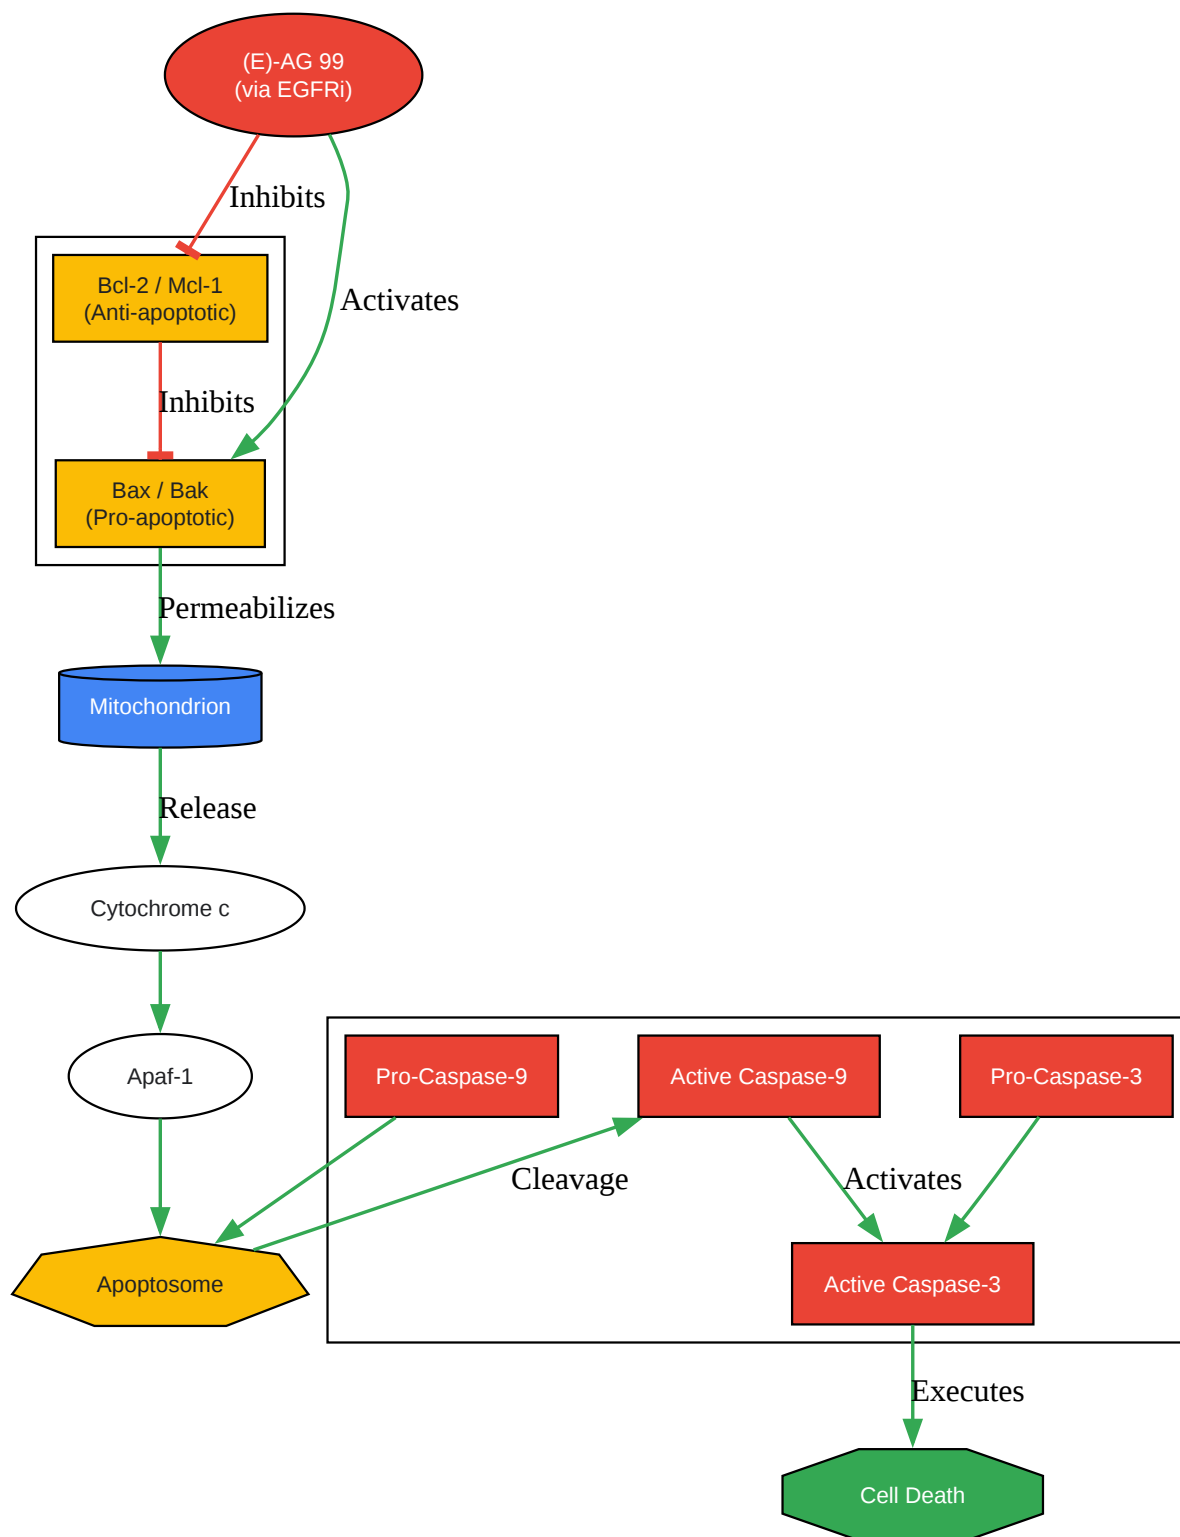 (E)-AG 99
(via EGFRi)
Inhibits
Bcl-2 / Mcl-1
(Anti-apoptotic)
Activates
Inhibits
Bax / Bak
(Pro-apoptotic)
Permeabilizes
Mitochondrion
Release
Cytochrome c
Apaf-1
Pro-Caspase-9
Active Caspase-9
Pro-Caspase-3
Cleavage
Activates
Apoptosome
Active Caspase-3
Executes
Cell Death